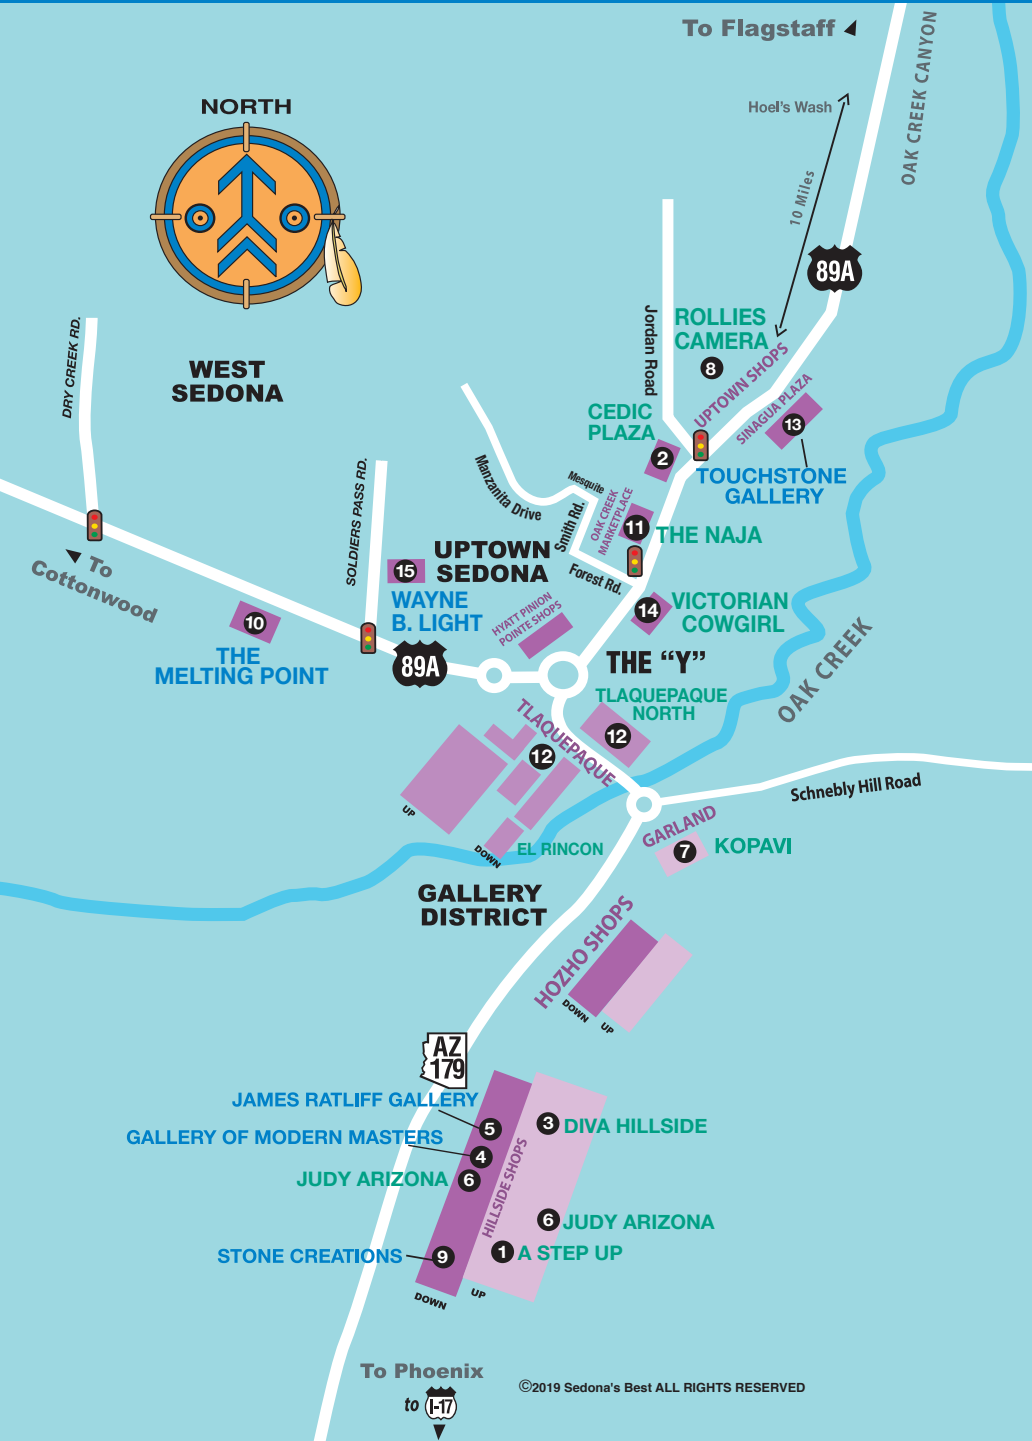 To Flagstaff
OAK CREEK CANYON
NORTH
Hoel's Wash
10 Miles
89A
DRY CREEK RD.
WEST
SEDONA
Jordan Road
ROLLIES
CAMERA
8
UPTOWN SHOPS
SINAGUA PLAZA
13
CEDIC
PLAZA
2
TOUCHSTONE
GALLERY
SOLDIERS PASS RD.
Manzanita Drive
Mesquite
Smith Rd.
OAK CREEK
MARKETPLACE
11
THE NAJA
To
Cottonwood
UPTOWN
SEDONA
Forest Rd.
15
WAYNE
B. LIGHT
10
THE
MELTING POINT
HYATT PINION
POINTE SHOPS
14
VICTORIAN
COWGIRL
89A
THE “Y”
OAK CREEK
TLAQUEPAQUE
NORTH
12
TLAQUEPAQUE
12
UP
DOWN
EL RINCON
Schnebly Hill Road
GARLAND
7
KOPAVI
GALLERY
DISTRICT
HOZHO SHOPS
DOWN
UP
AZ
179
JAMES RATLIFF GALLERY
5
3
DIVA HILLSIDE
GALLERY OF MODERN MASTERS
4
JUDY ARIZONA
6
HILLSIDE SHOPS
6
JUDY ARIZONA
STONE CREATIONS
9
1
A STEP UP
DOWN
UP
To Phoenix
to
I-17
©2019 Sedona's Best ALL RIGHTS RESERVED